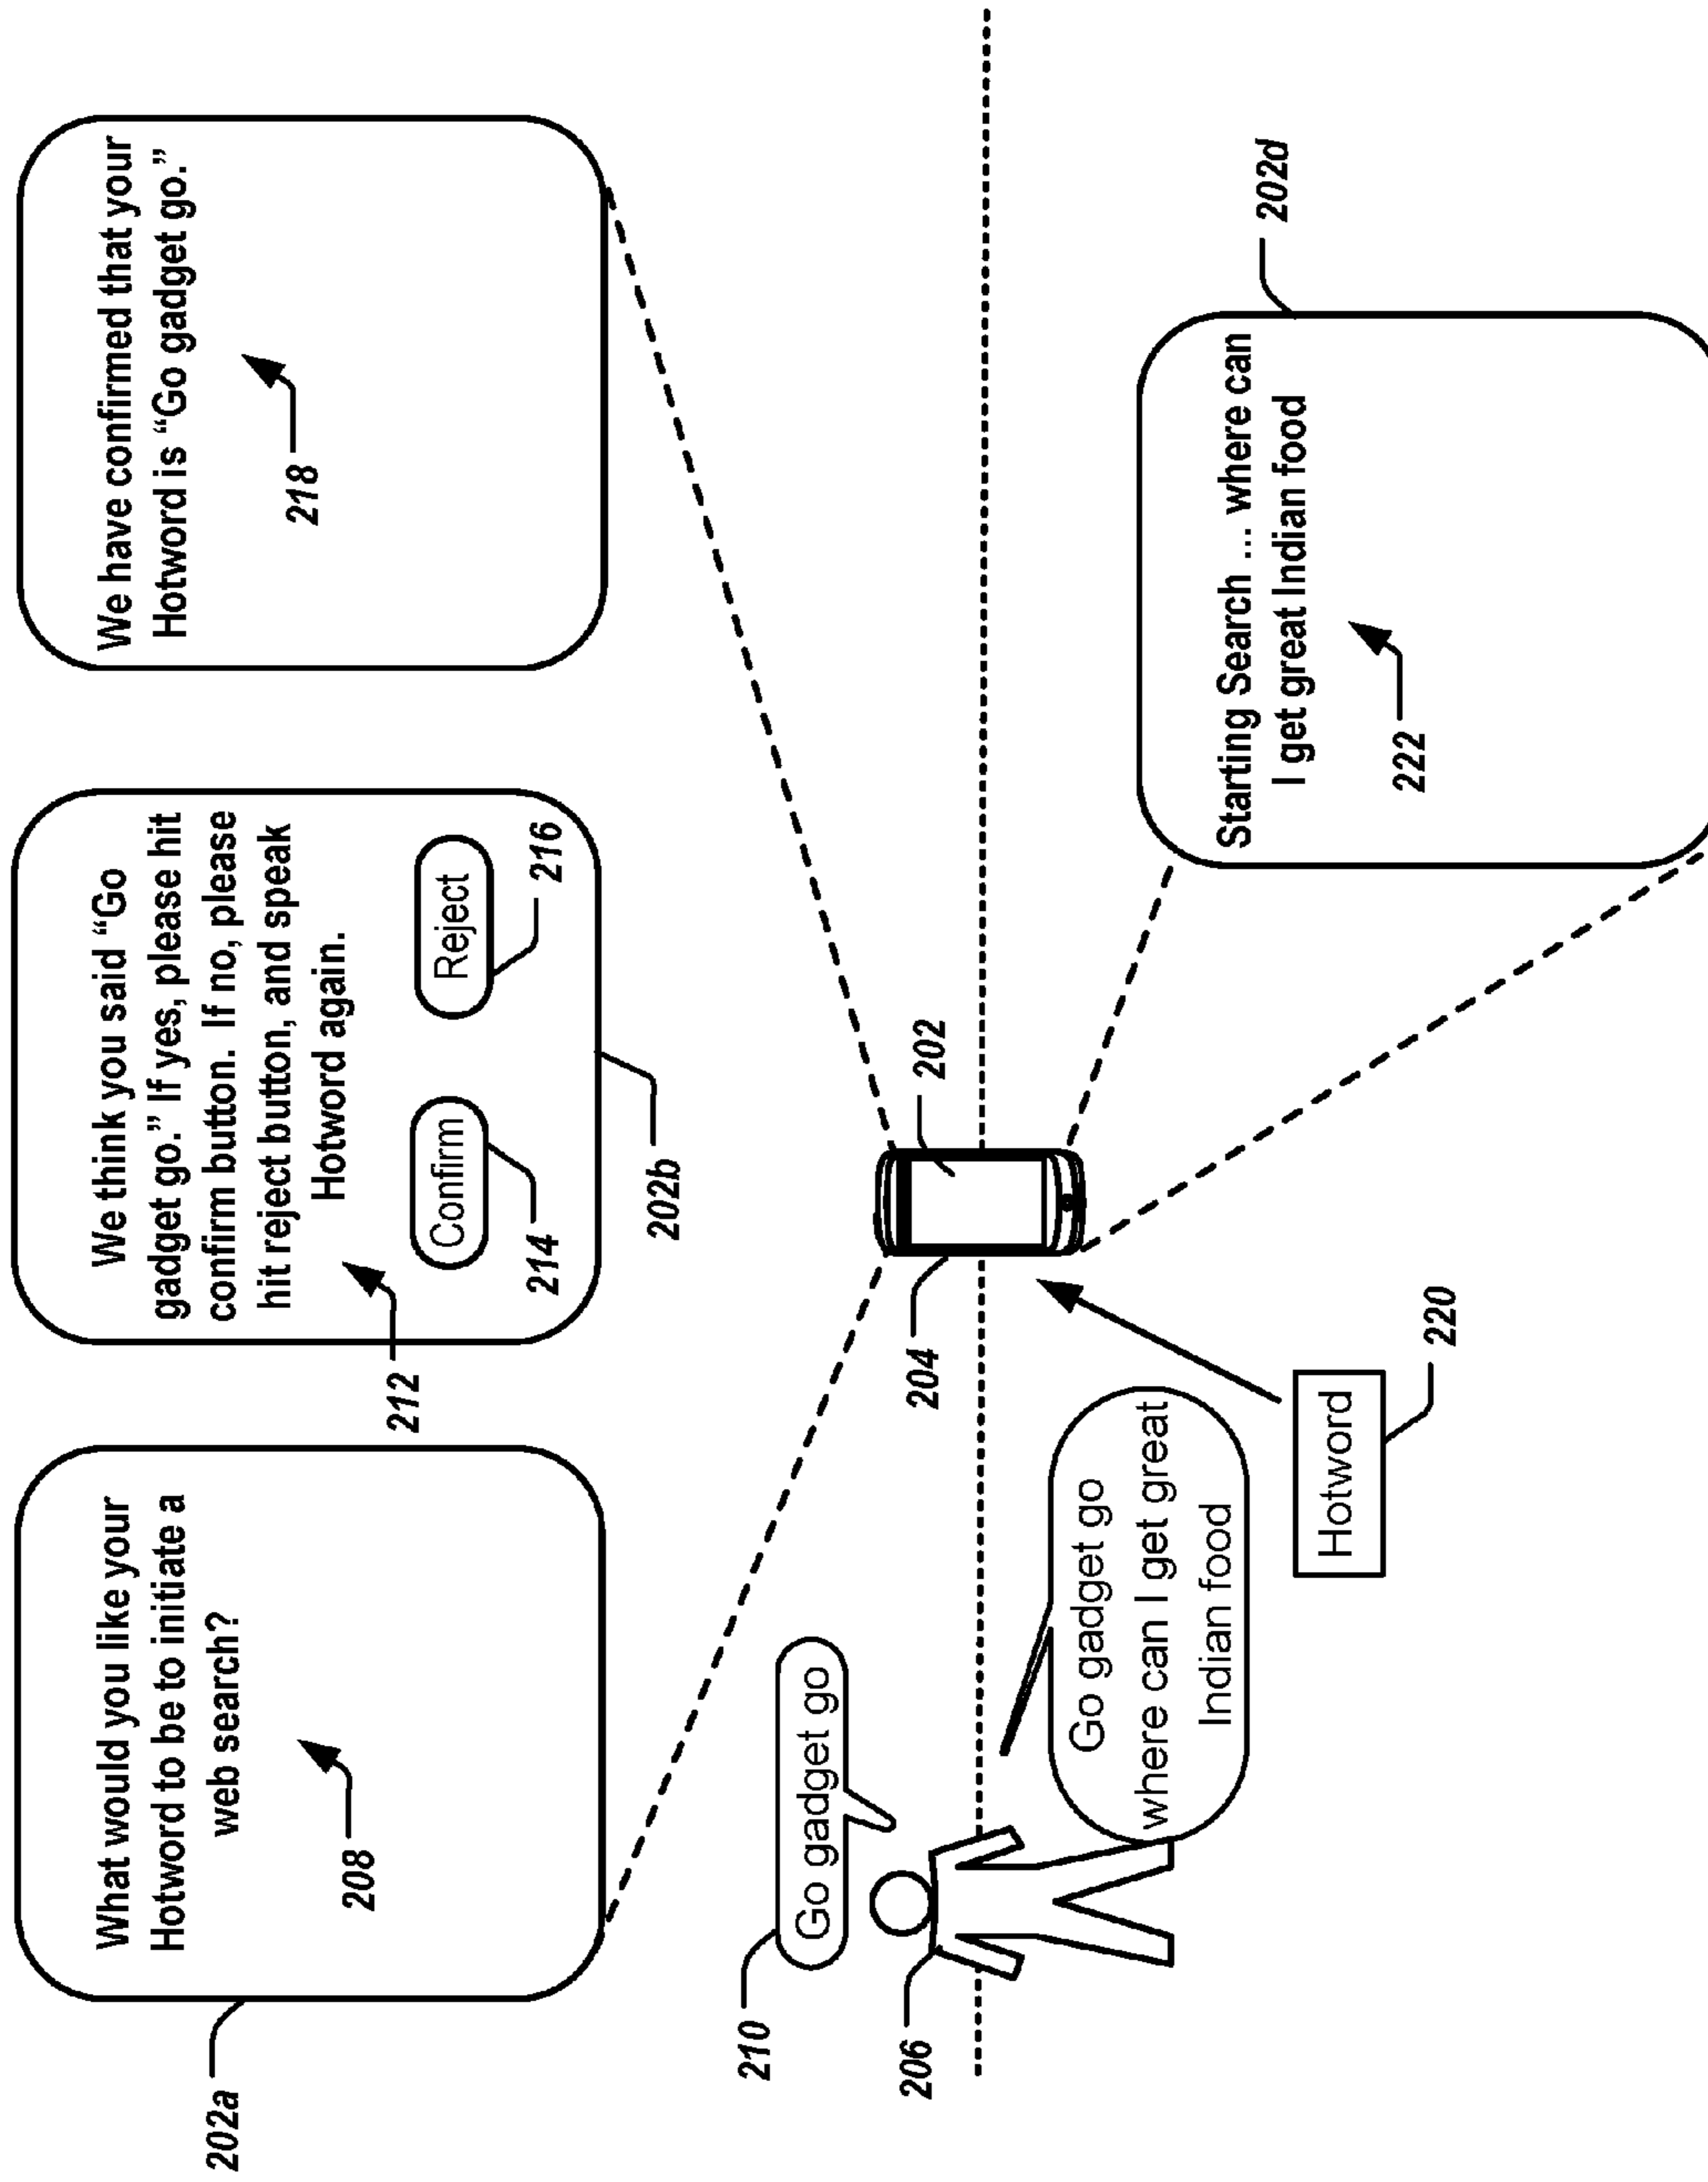 202a
What would you like your
Hotword to be to initiate a
web search?
208
We think you said “Go
gadget go.” If yes, please hit
confirm button. If no, please
hit reject button, and speak
Hotword again.
212
Confirm
Reject
214
216
202b
We have confirmed that your
Hotword is “Go gadget go.”
218
210
Go gadget go
206
204
202
Go gadget go
where can I get great
Indian food
Hotword
220
202d
Starting Search ... where can
I get great Indian food
222